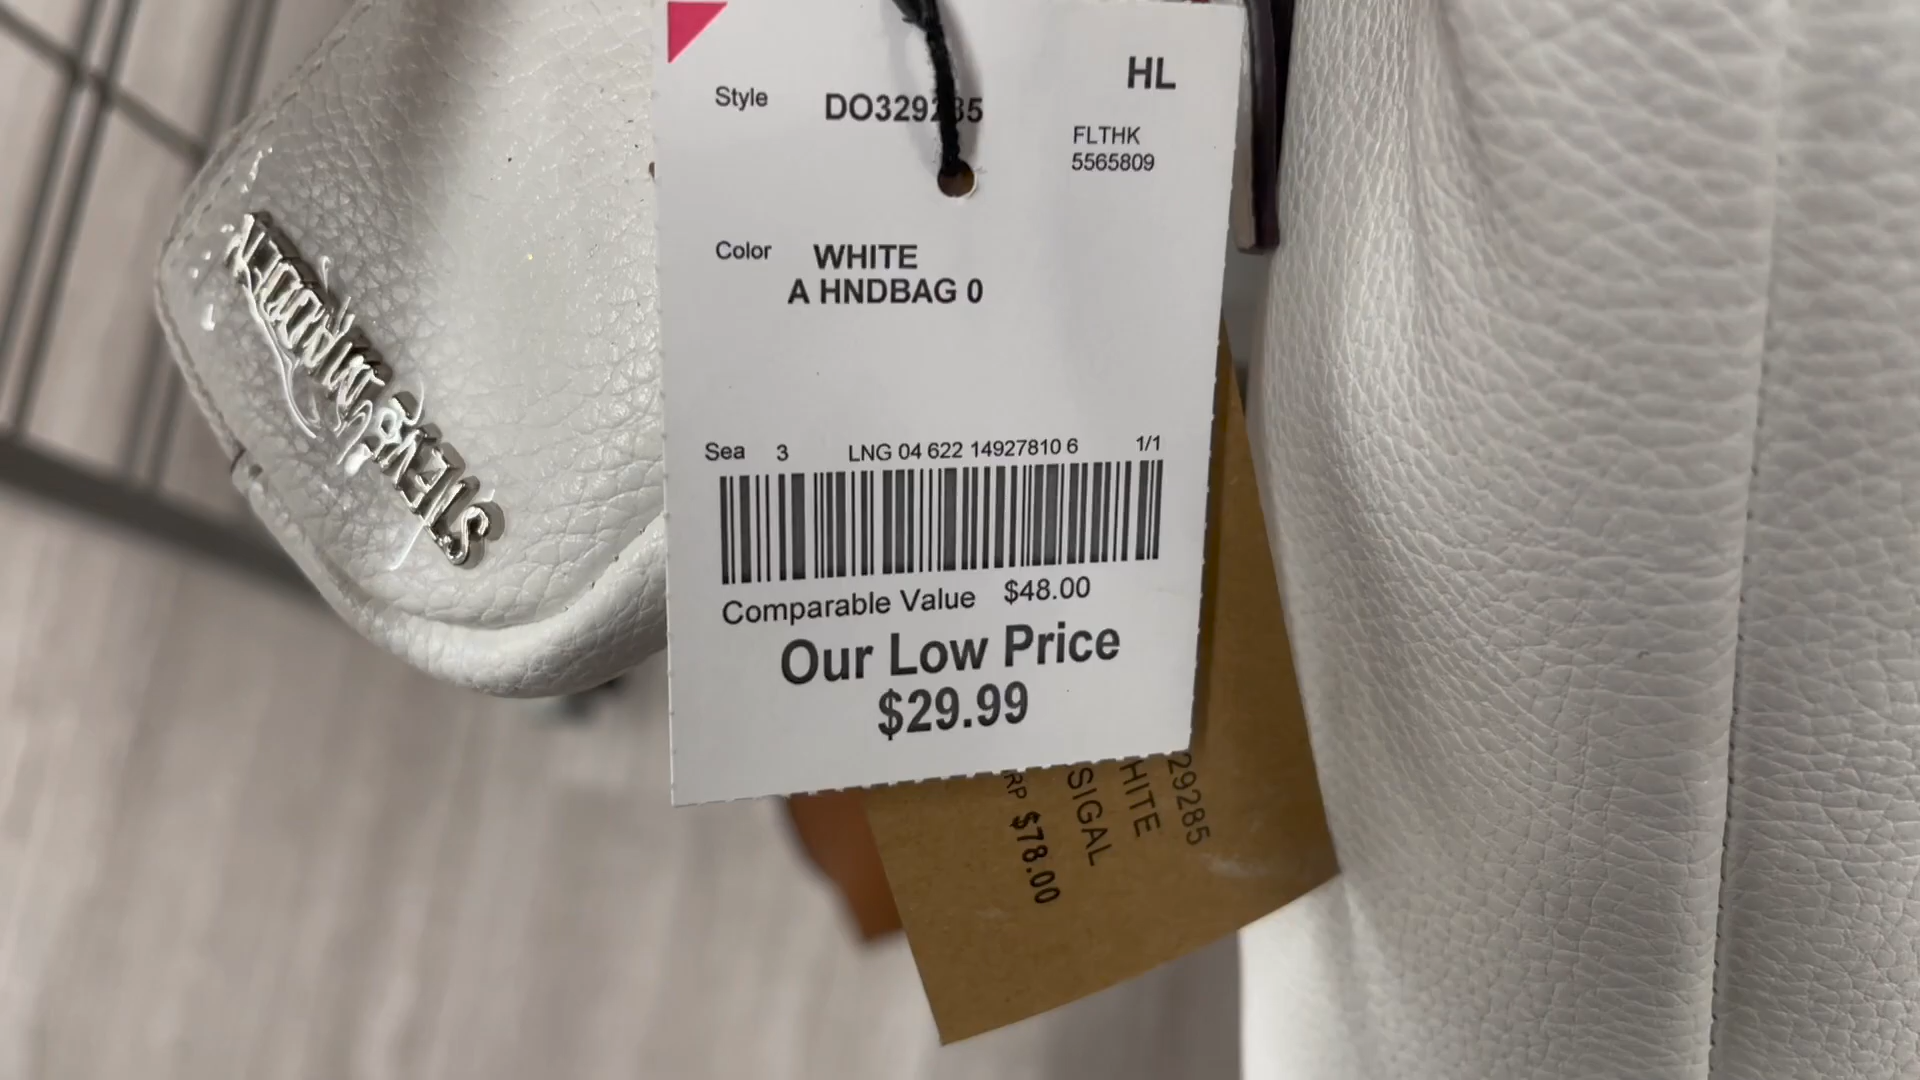 HL
Style DO329285
FLTHK
5565809
Color WHITE
A HNDBAG 0
Sea 3 LNG 04 622 14927810 6 1/1
Comparable Value $48.00
Our Low Price
$29.99
STEVE MADDEN
29285
HITE
SIGAL
RP $78.00